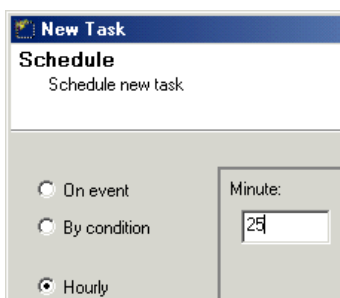 New Task
Schedule
Schedule new task
On event
By condition
Hourly
Minute:
25